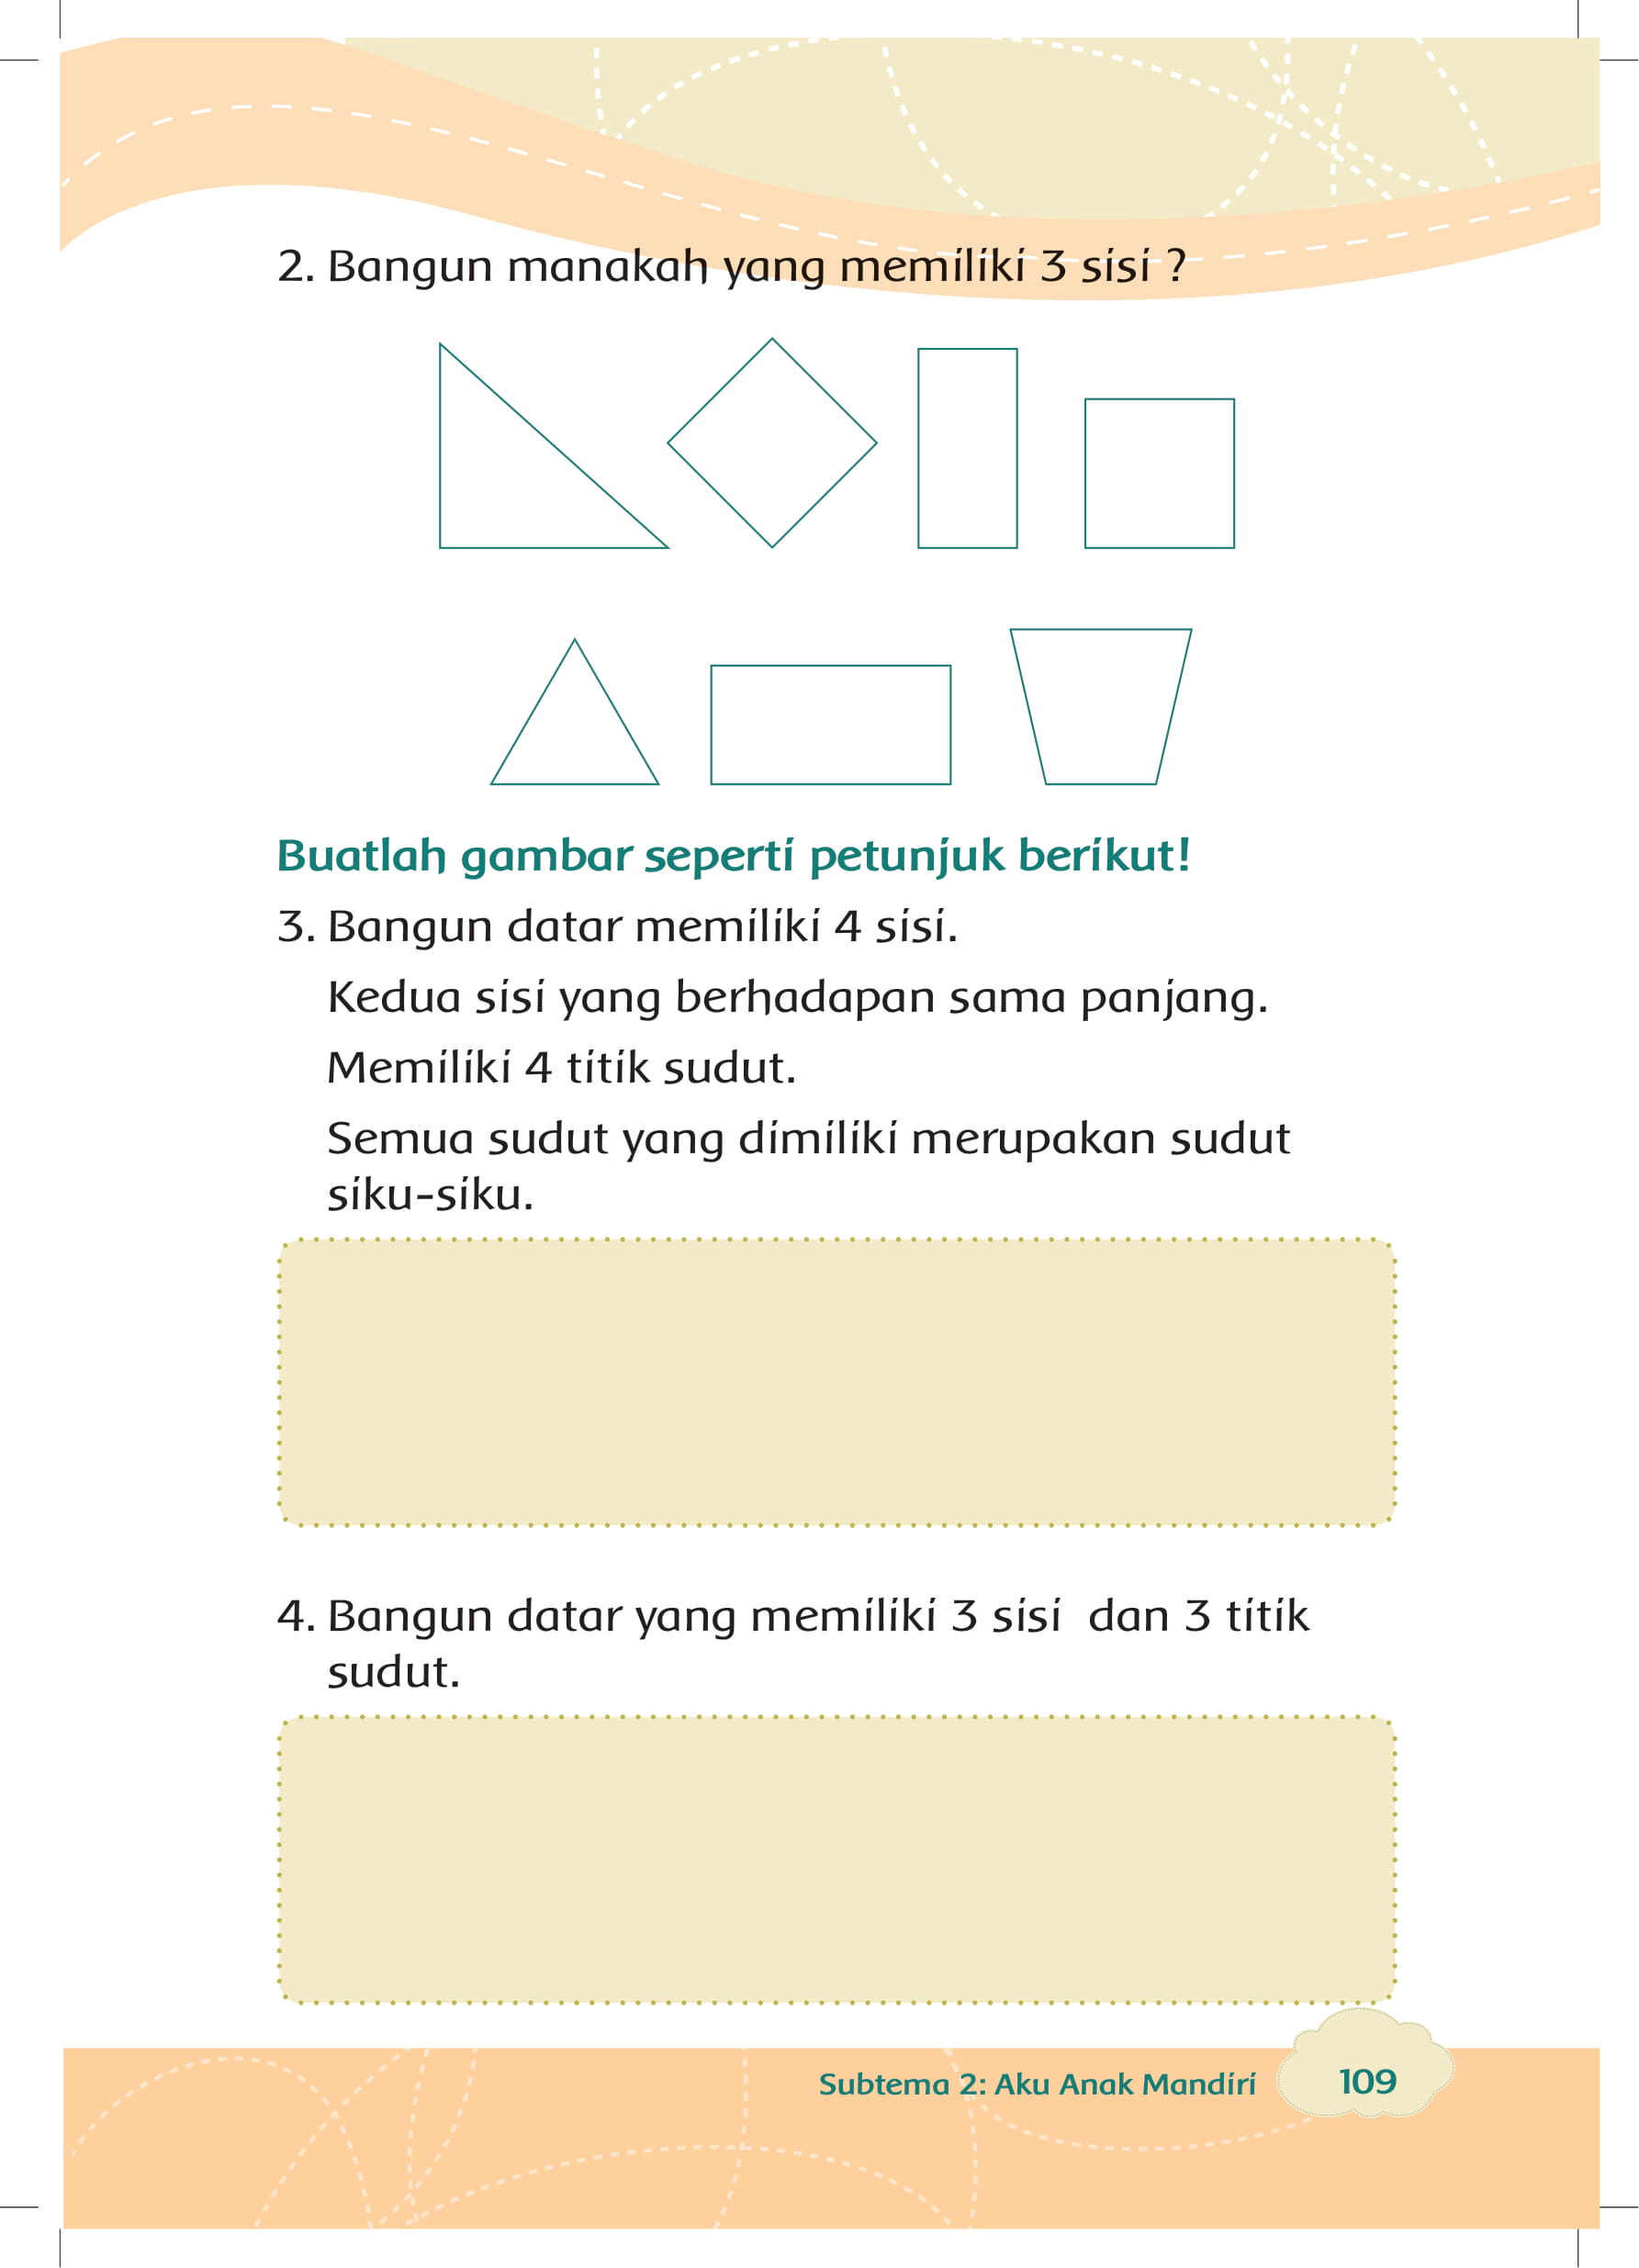 2. Bangun manakah yang memiliki 3 sisi ?
Buatlah gambar seperti petunjuk berikut!
3. Bangun datar memiliki 4 sisi.
Kedua sisi yang berhadapan sama panjang.
Memiliki 4 titik sudut.
Semua sudut yang dimiliki merupakan sudut
siku-siku.
4. Bangun datar yang memiliki 3 sisi  dan 3 titik
sudut.
Subtema 2: Aku Anak Mandiri
109